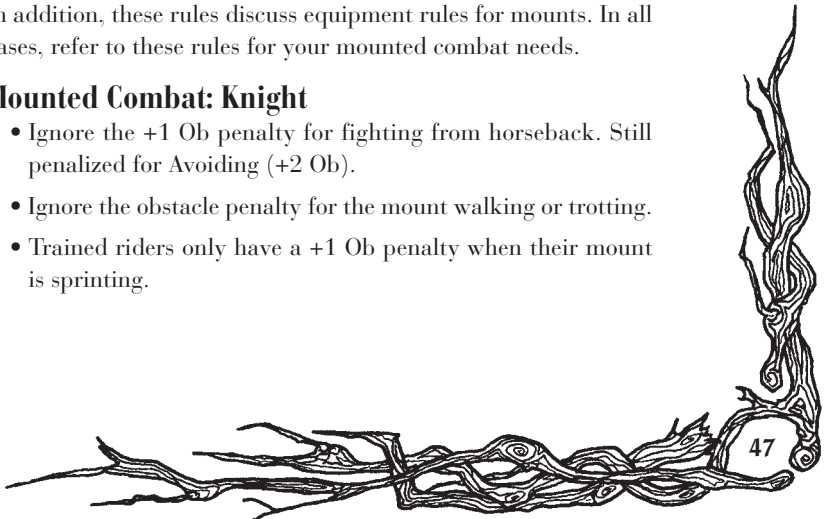 n addition, these rules discuss equipment rules for mounts. In all
ases, refer to these rules for your mounted combat needs.
Mounted Combat: Knight
• Ignore the +1 Ob penalty for fighting from horseback. Still
penalized for Avoiding (+2 Ob).
• Ignore the obstacle penalty for the mount walking or trotting.
• Trained riders only have a +1 Ob penalty when their mount
is sprinting.
47